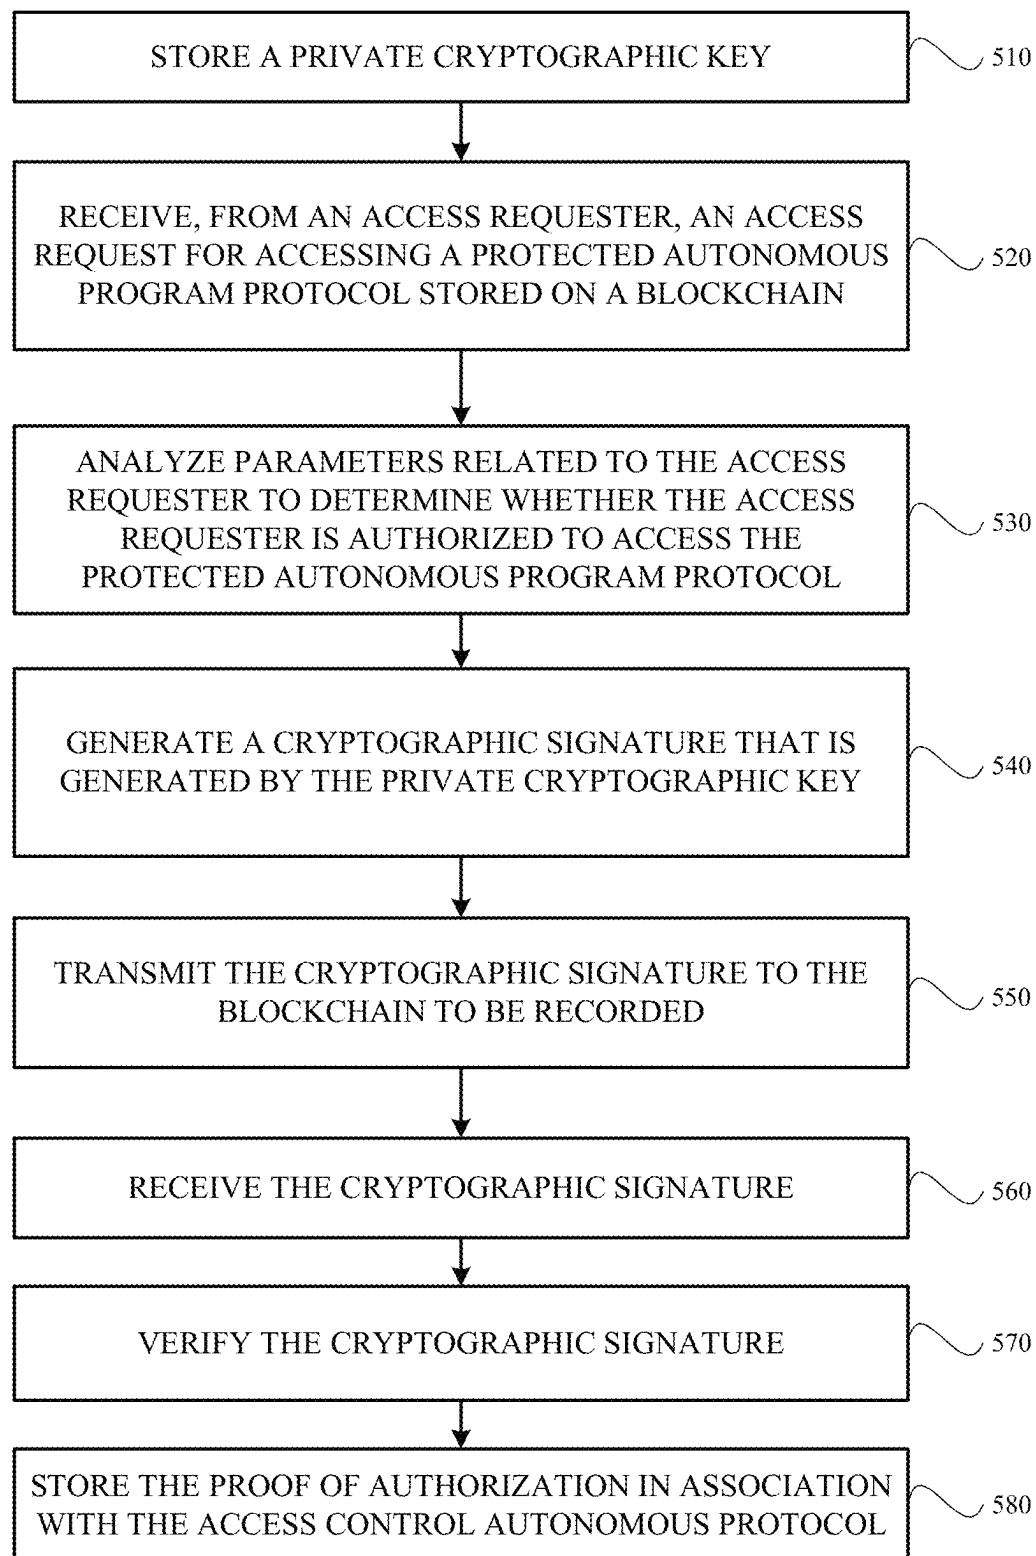 STORE A PRIVATE CRYPTOGRAPHIC KEY
510
RECEIVE, FROM AN ACCESS REQUESTER, AN ACCESS
REQUEST FOR ACCESSING A PROTECTED AUTONOMOUS
PROGRAM PROTOCOL STORED ON A BLOCKCHAIN
520
ANALYZE PARAMETERS RELATED TO THE ACCESS
REQUESTER TO DETERMINE WHETHER THE ACCESS
REQUESTER IS AUTHORIZED TO ACCESS THE
PROTECTED AUTONOMOUS PROGRAM PROTOCOL
530
GENERATE A CRYPTOGRAPHIC SIGNATURE THAT IS
GENERATED BY THE PRIVATE CRYPTOGRAPHIC KEY
540
TRANSMIT THE CRYPTOGRAPHIC SIGNATURE TO THE
BLOCKCHAIN TO BE RECORDED
550
RECEIVE THE CRYPTOGRAPHIC SIGNATURE
560
VERIFY THE CRYPTOGRAPHIC SIGNATURE
570
STORE THE PROOF OF AUTHORIZATION IN ASSOCIATION
WITH THE ACCESS CONTROL AUTONOMOUS PROTOCOL
580